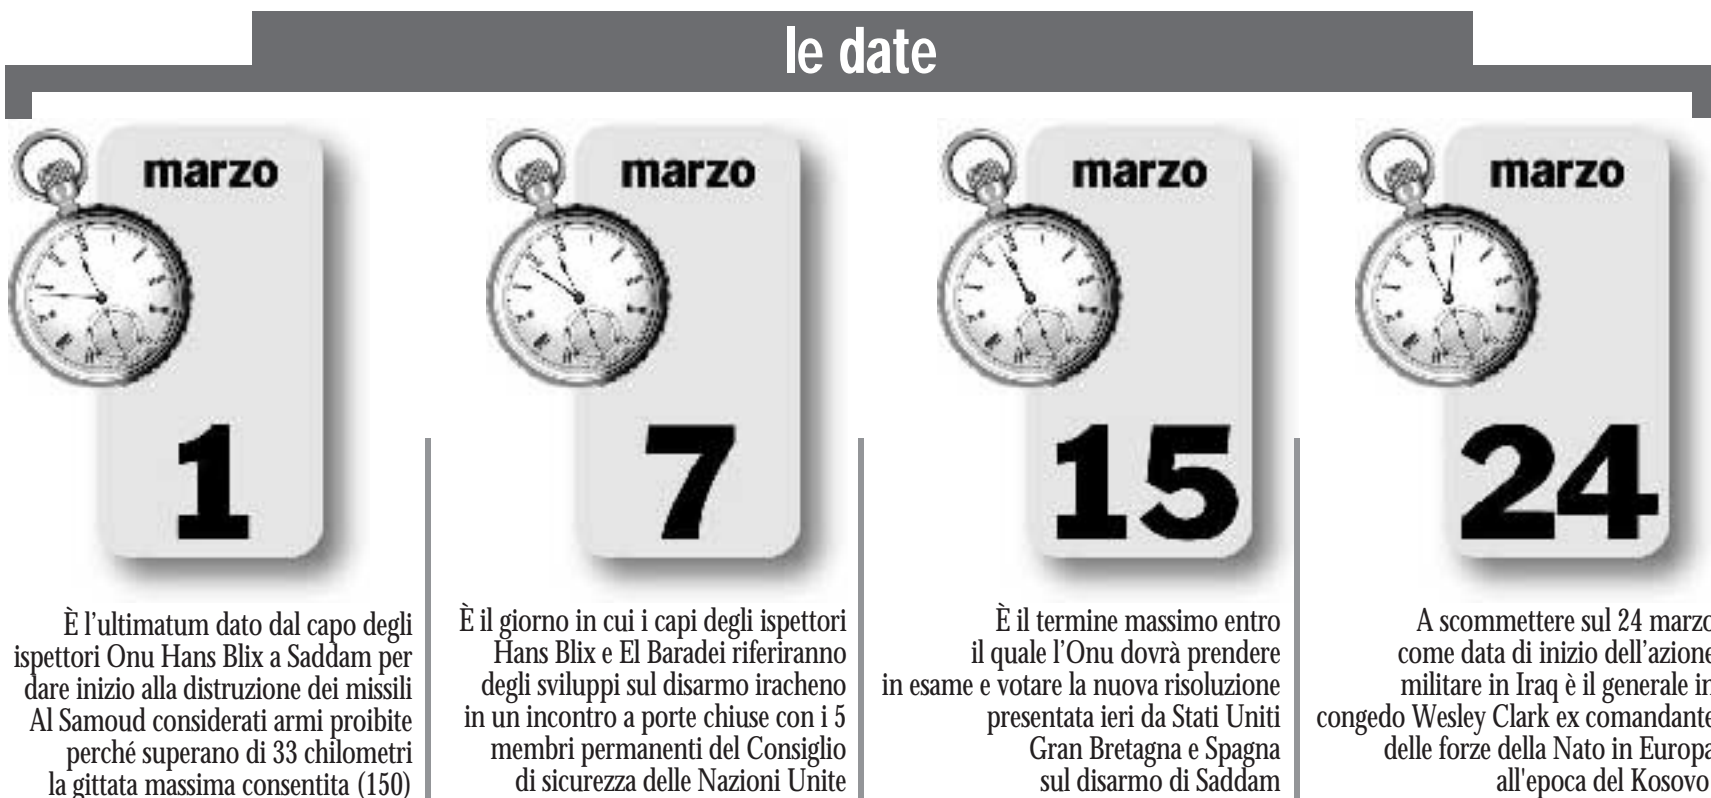 le date
marzo
1
È l’ultimatum dato dal capo degli
ispettori Onu Hans Blix a Saddam per
dare inizio alla distruzione dei missili
Al Samoud considerati armi proibite
perché superano di 33 chilometri
la gittata massima consentita (150)
marzo
7
È il giorno in cui i capi degli ispettori
Hans Blix e El Baradei riferiranno
degli sviluppi sul disarmo iracheno
in un incontro a porte chiuse con i 5
membri permanenti del Consiglio
di sicurezza delle Nazioni Unite
marzo
15
È il termine massimo entro
il quale l’Onu dovrà prendere
in esame e votare la nuova risoluzione
presentata ieri da Stati Uniti
Gran Bretagna e Spagna
sul disarmo di Saddam
marzo
24
A scommettere sul 24 marzo
come data di inizio dell’azione
militare in Iraq è il generale in
congedo Wesley Clark ex comandante
delle forze della Nato in Europa
all'epoca del Kosovo